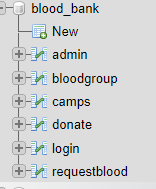 blood_bank
New
admin
bloodgroup
camps
donate
login
requestblood